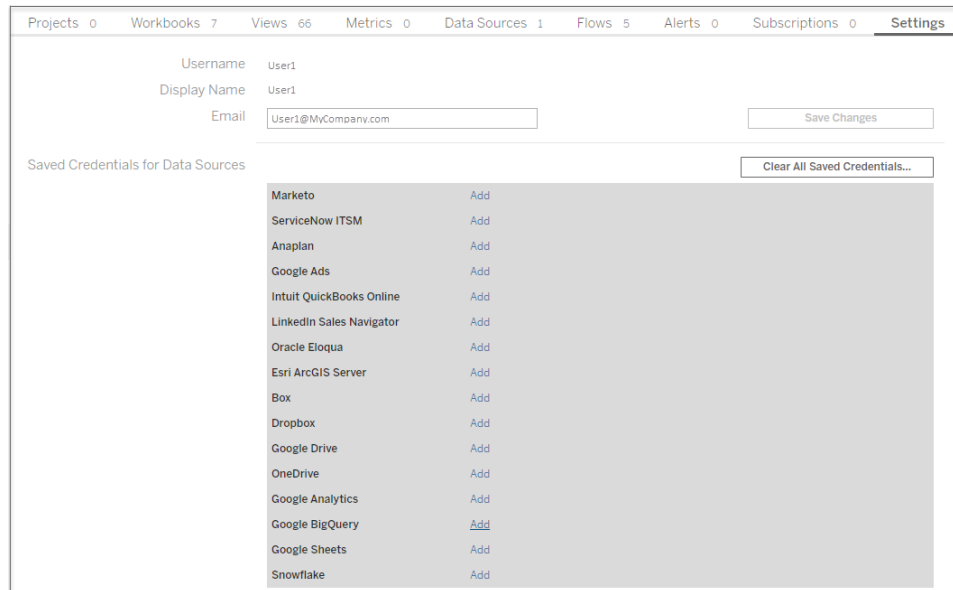 Projects 0 Workbooks 7 Views 66 Metrics 0 Data Sources 1 Flows 5 Alerts 0 Subscriptions 0 Settings
Username User1
Display Name User1
Email User1@MyCompany.com Save Changes
Saved Credentials for Data Sources Clear All Saved Credentials...
Marketo Add
ServiceNow ITSM Add
Anaplan Add
Google Ads Add
Intuit QuickBooks Online Add
LinkedIn Sales Navigator Add
Oracle Eloqua Add
Esri ArcGIS Server Add
Box Add
Dropbox Add
Google Drive Add
OneDrive Add
Google Analytics Add
Google BigQuery Add
Google Sheets Add
Snowflake Add